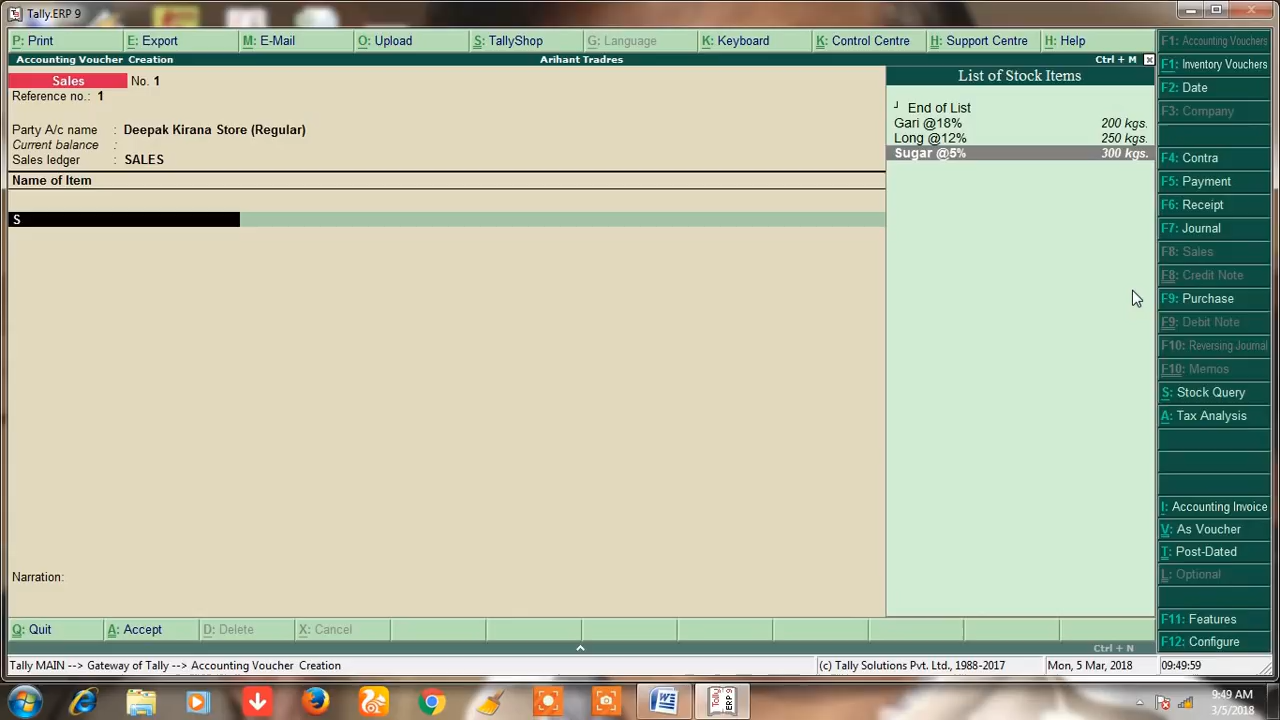 Tally.ERP 9
P: Print E: Export M: E-Mail O: Upload S: TallyShop G: Language K: Keyboard K: Control Centre H: Support Centre H: Help
Accounting Voucher Creation Arihant Tradres Ctrl + M
Sales No. 1
Reference no.: 1
Party A/c name : Deepak Kirana Store (Regular)
Current balance :
Sales ledger : SALES
Name of Item
S
Narration:
List of Stock Items
End of List
Gari @18% 200 kgs.
Long @12% 250 kgs.
Sugar @5% 300 kgs.
F1: Accounting Vouchers
F1: Inventory Vouchers
F2: Date
F3: Company
F4: Contra
F5: Payment
F6: Receipt
F7: Journal
F8: Sales
F8: Credit Note
F9: Purchase
F9: Debit Note
F10: Reversing Journal
F10: Memos
S: Stock Query
A: Tax Analysis
I: Accounting Invoice
V: As Voucher
T: Post-Dated
L: Optional
F11: Features
F12: Configure
Q: Quit A: Accept D: Delete X: Cancel
Ctrl + N
Tally MAIN --> Gateway of Tally --> Accounting Voucher Creation (c) Tally Solutions Pvt. Ltd., 1988-2017 Mon, 5 Mar, 2018 09:49:59
9:49 AM
3/5/2018